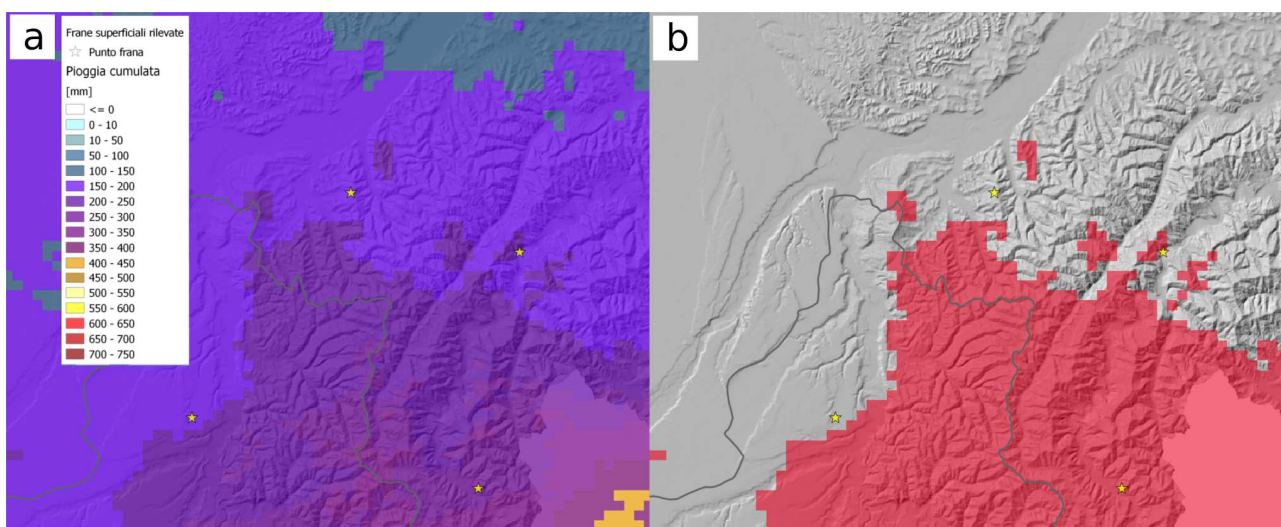 a
Frane superficiali rilevate
Punto frana
Pioggia cumulata
[mm]
<= 0
0 - 10
10 - 50
50 - 100
100 - 150
150 - 200
200 - 250
250 - 300
300 - 350
350 - 400
400 - 450
450 - 500
500 - 550
550 - 600
600 - 650
650 - 700
700 - 750
b